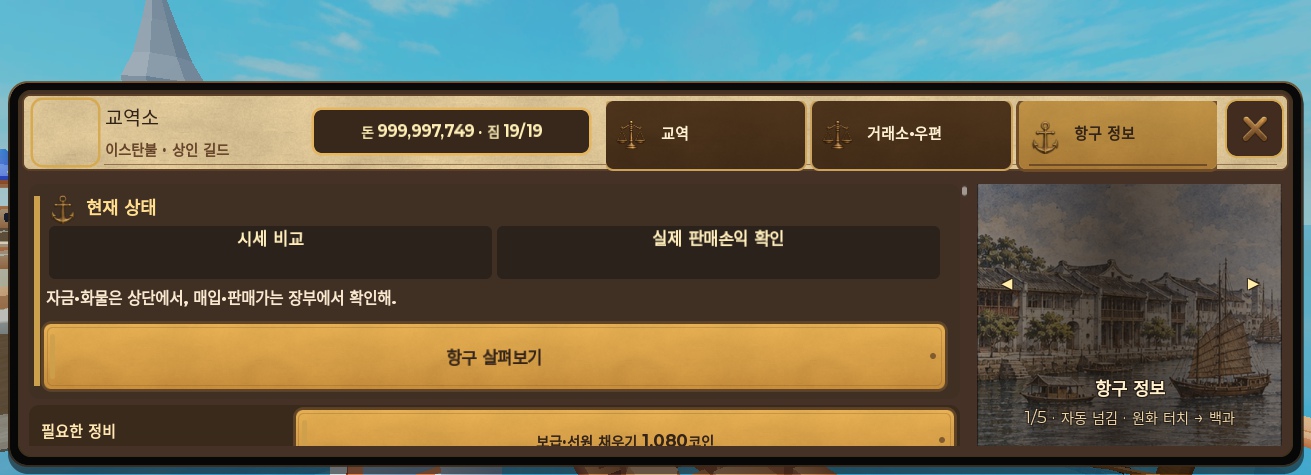 교역소
이스탄불 • 상인 길드
돈 999,997,749 · 짐 19/19
교역
거래소•우편
항구 정보
현재 상태
시세 비교
실제 판매손익 확인
자금•화물은 상단에서, 매입•판매가는 장부에서 확인해.
항구 살펴보기
필요한 정비
보급•선원 채우기 1,080코인
항구 정보
1/5 · 자동 넘김 · 원화 터치 → 백과